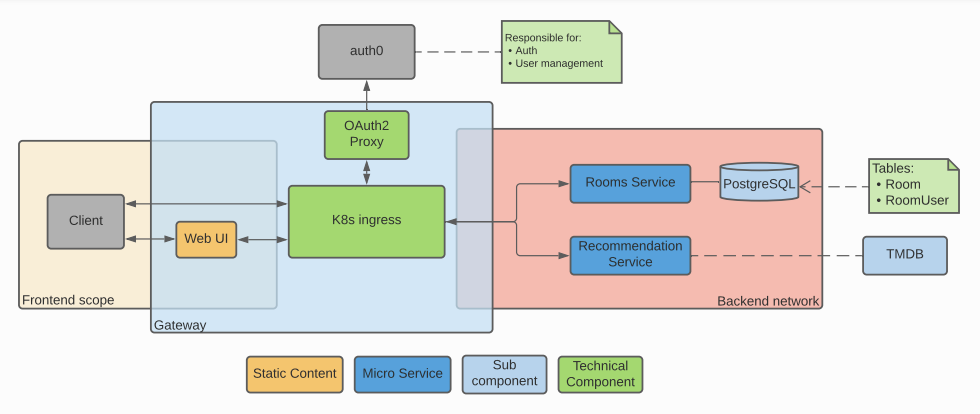 auth0
Responsible for:
• Auth
• User management
OAuth2
Proxy
Client
Web UI
K8s ingress
Rooms Service
PostgreSQL
Tables:
• Room
• RoomUser
Recommendation
Service
TMDB
Frontend scope
Gateway
Backend network
Static Content
Micro Service
Sub
component
Technical
Component